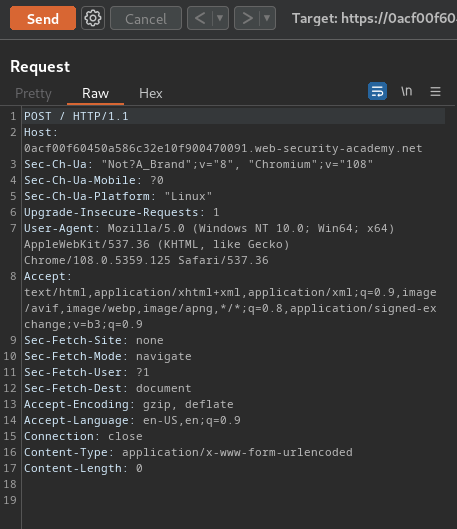 Send Cancel < > Target: https://0acf00f60
Request
Pretty Raw Hex \n
1 POST / HTTP/1.1
2 Host:
0acf00f60450a586c32e10f900470091.web-security-academy.net
3 Sec-Ch-Ua: "Not?A_Brand";v="8", "Chromium";v="108"
4 Sec-Ch-Ua-Mobile: ?0
5 Sec-Ch-Ua-Platform: "Linux"
6 Upgrade-Insecure-Requests: 1
7 User-Agent: Mozilla/5.0 (Windows NT 10.0; Win64; x64)
AppleWebKit/537.36 (KHTML, like Gecko)
Chrome/108.0.5359.125 Safari/537.36
8 Accept:
text/html,application/xhtml+xml,application/xml;q=0.9,image
/avif,image/webp,image/apng,*/*;q=0.8,application/signed-ex
change;v=b3;q=0.9
9 Sec-Fetch-Site: none
10 Sec-Fetch-Mode: navigate
11 Sec-Fetch-User: ?1
12 Sec-Fetch-Dest: document
13 Accept-Encoding: gzip, deflate
14 Accept-Language: en-US,en;q=0.9
15 Connection: close
16 Content-Type: application/x-www-form-urlencoded
17 Content-Length: 0
18
19